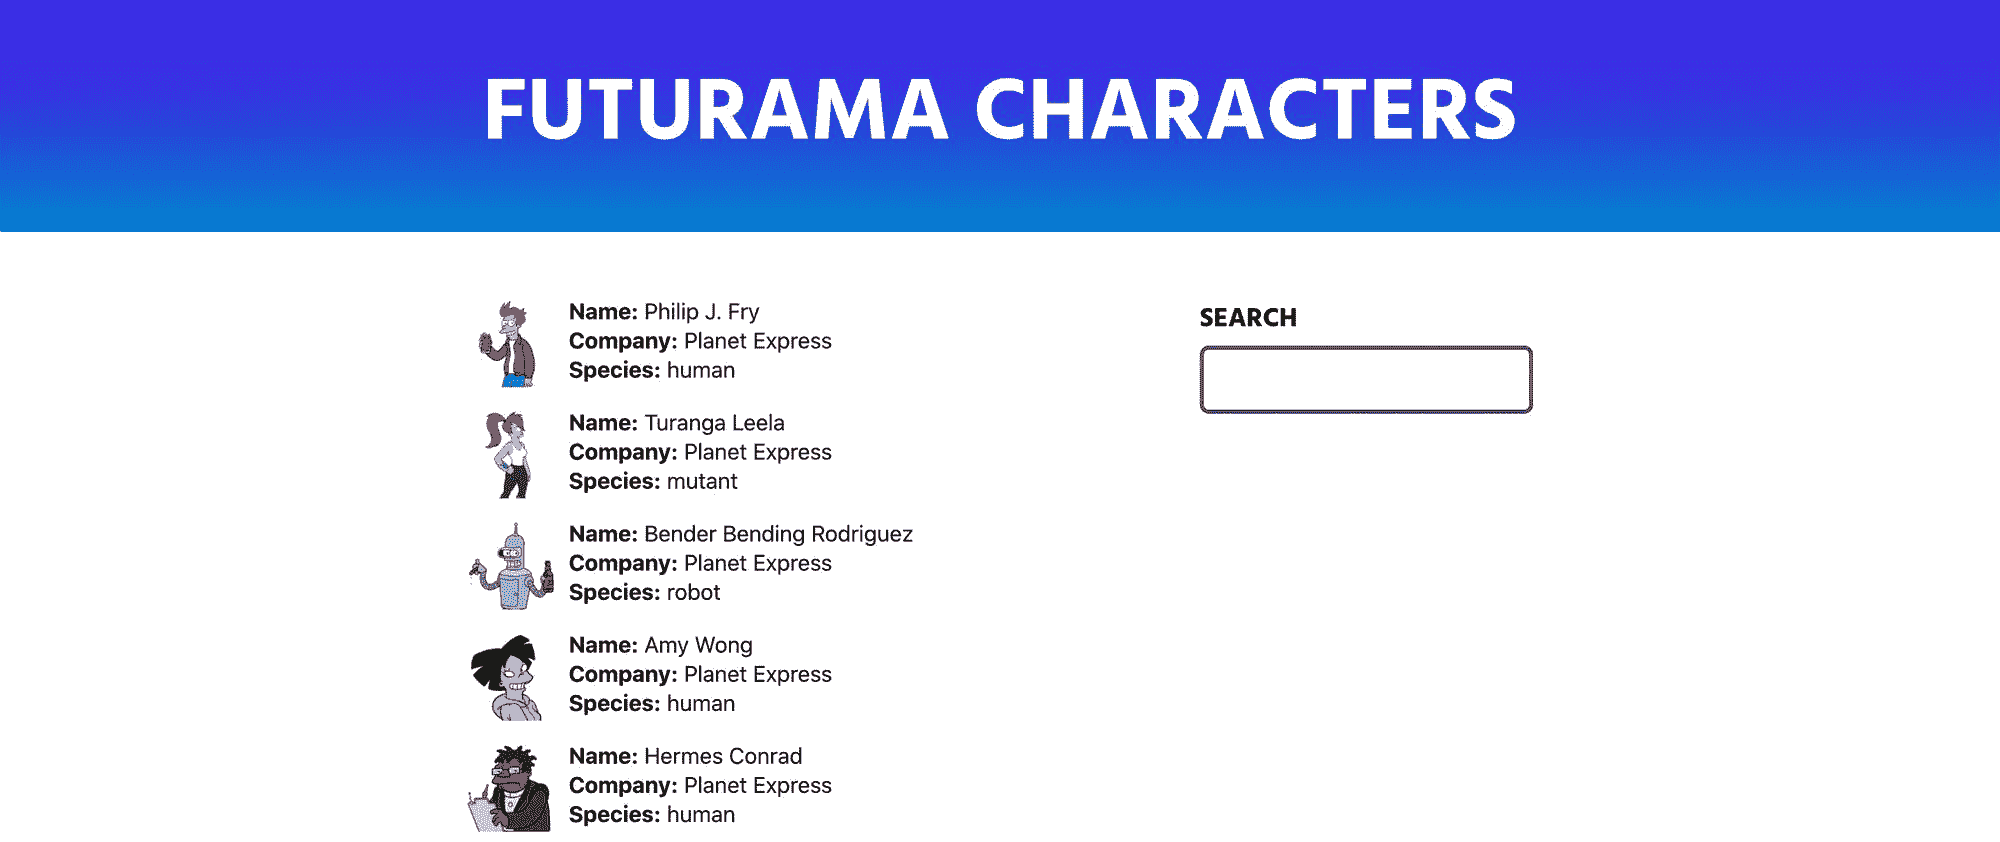 FUTURAMA CHARACTERS
Name: Philip J. Fry
Company: Planet Express
Species: human
Name: Turanga Leela
Company: Planet Express
Species: mutant
Name: Bender Bending Rodriguez
Company: Planet Express
Species: robot
Name: Amy Wong
Company: Planet Express
Species: human
Name: Hermes Conrad
Company: Planet Express
Species: human
SEARCH